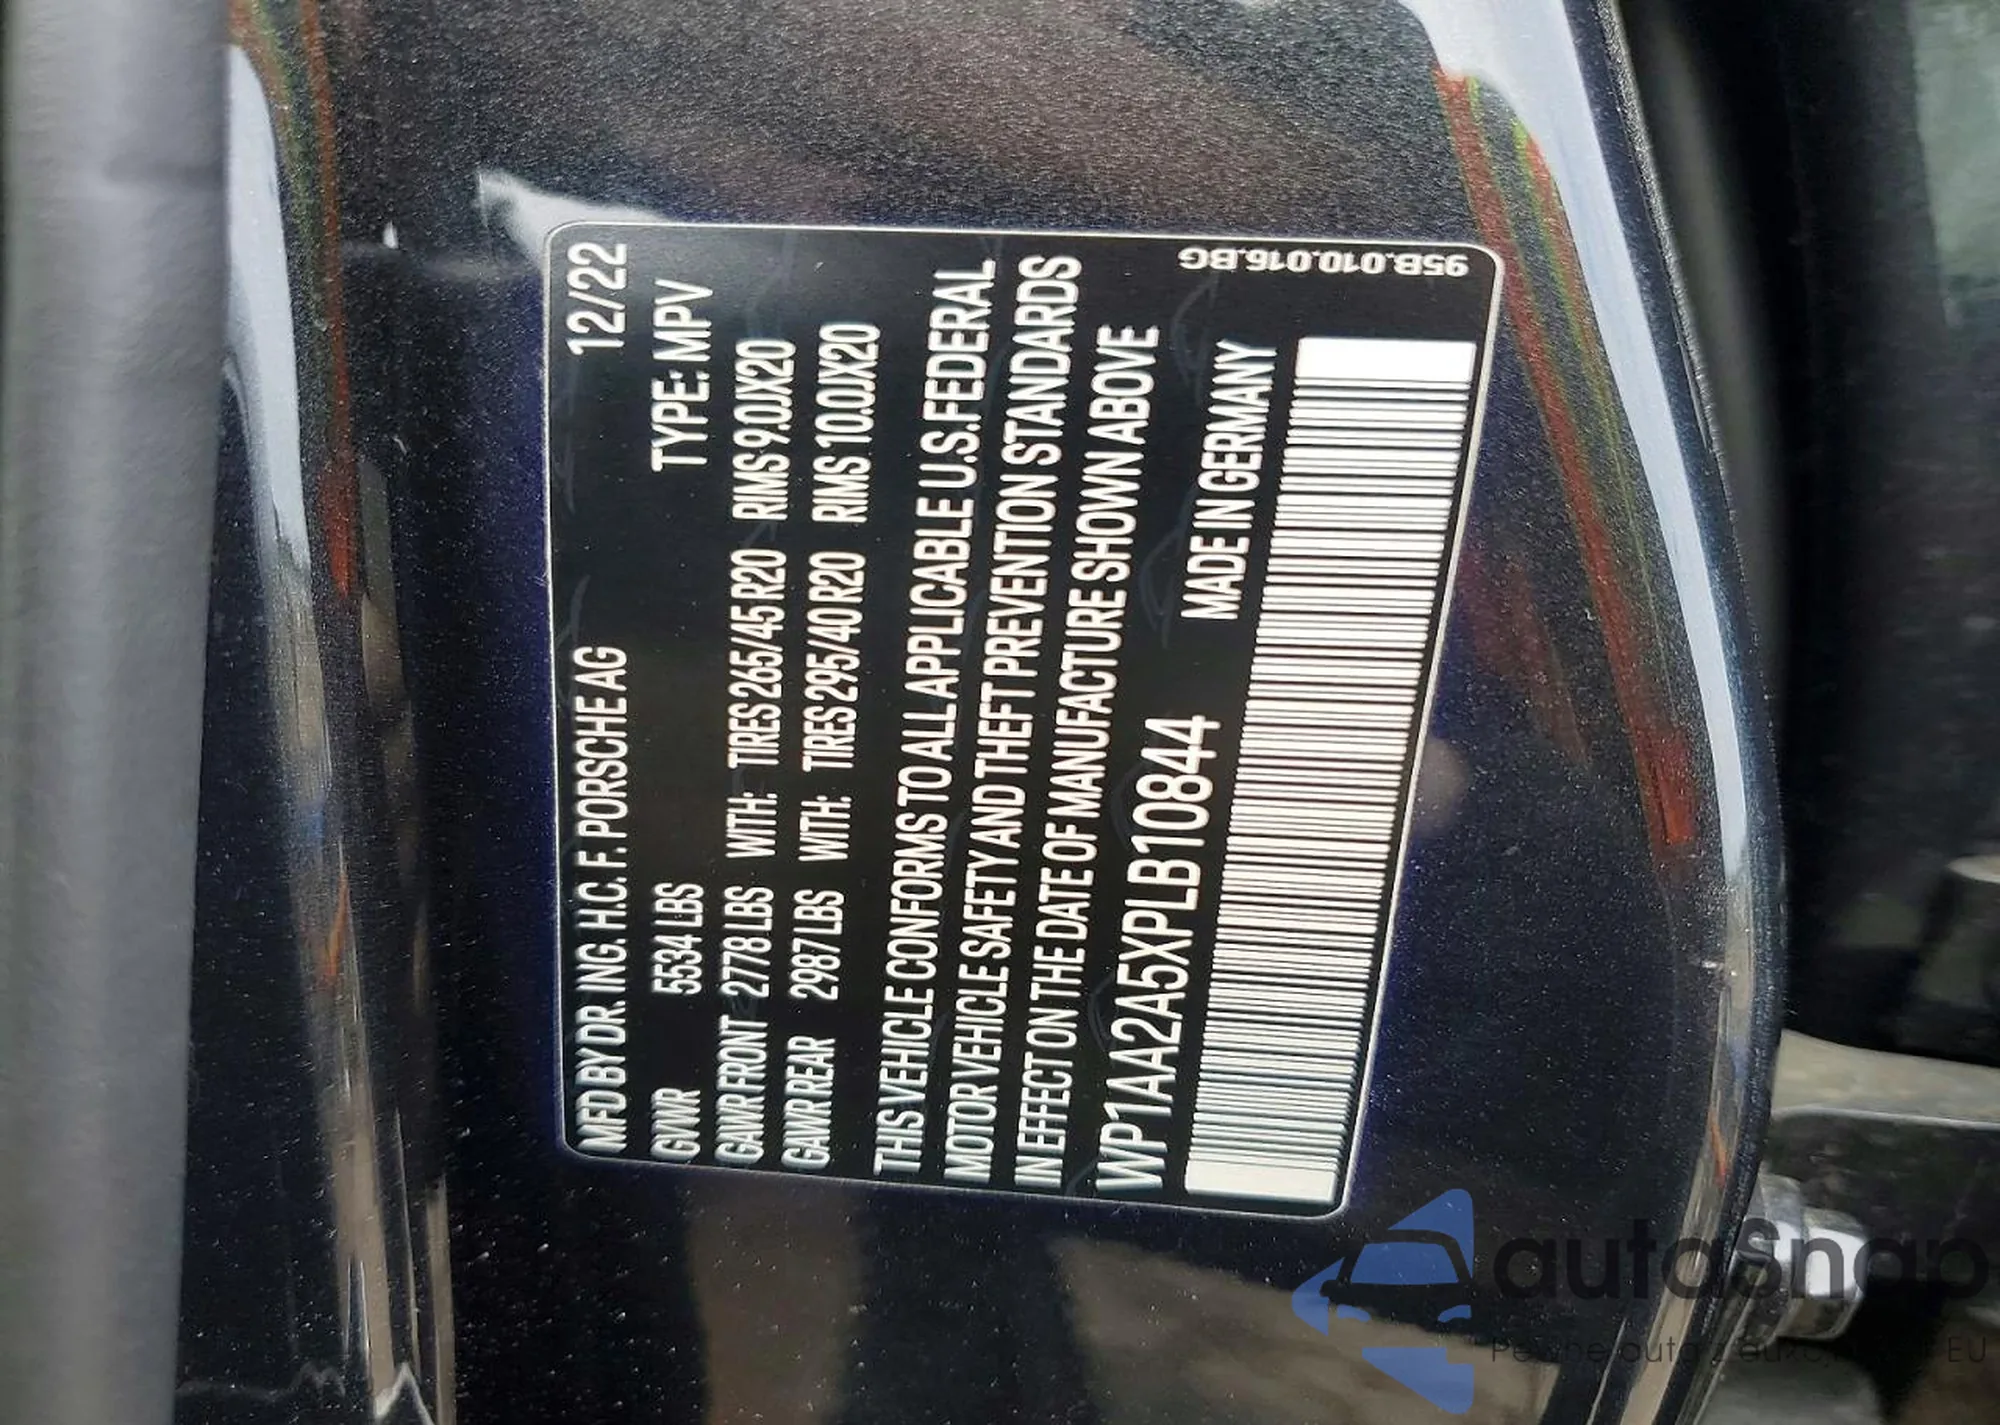 MFD BY DR. ING. H.C. F. PORSCHE AG 12/22
GVWR 5534 LBS TYPE: MPV
GAWR FRONT 2778 LBS WITH: TIRES 265/45 R20 RIMS 9.0JX20
GAWR REAR 2987 LBS WITH: TIRES 295/40 R20 RIMS 10.0JX20
THIS VEHICLE CONFORMS TO ALL APPLICABLE U.S. FEDERAL
MOTOR VEHICLE SAFETY AND THEFT PREVENTION STANDARDS
IN EFFECT ON THE DATE OF MANUFACTURE SHOWN ABOVE
WP1AA2A5XPLB10844 MADE IN GERMANY
95B.010.016.BG
autoSnap
EU